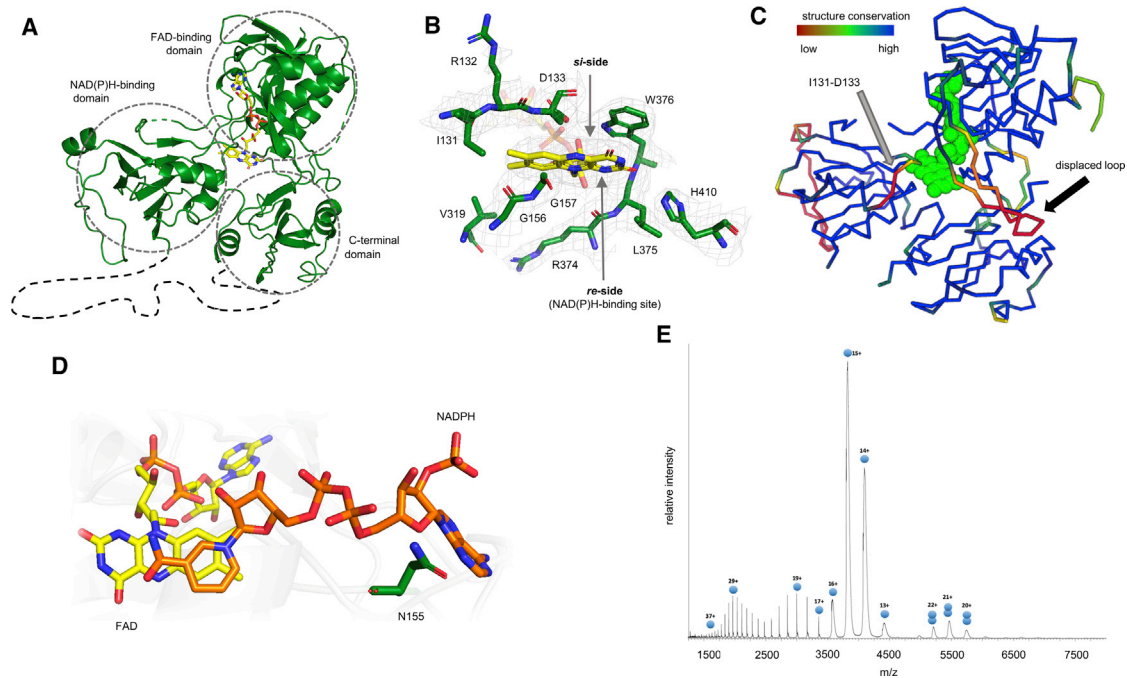 A
FAD-binding
domain
NAD(P)H-binding
domain
C-terminal
domain
B
R132
D133
si-side
W376
I131
V319
G156
G157
H410
R374
L375
re-side
(NAD(P)H-binding site)
C
structure conservation
low
high
I131-D133
displaced loop
D
NADPH
FAD
N155
E
relative intensity
37+
29+
19+
17+
16+
15+
14+
13+
22+
21+
20+
1500
2500
3500
4500
5500
6500
7500
m/z